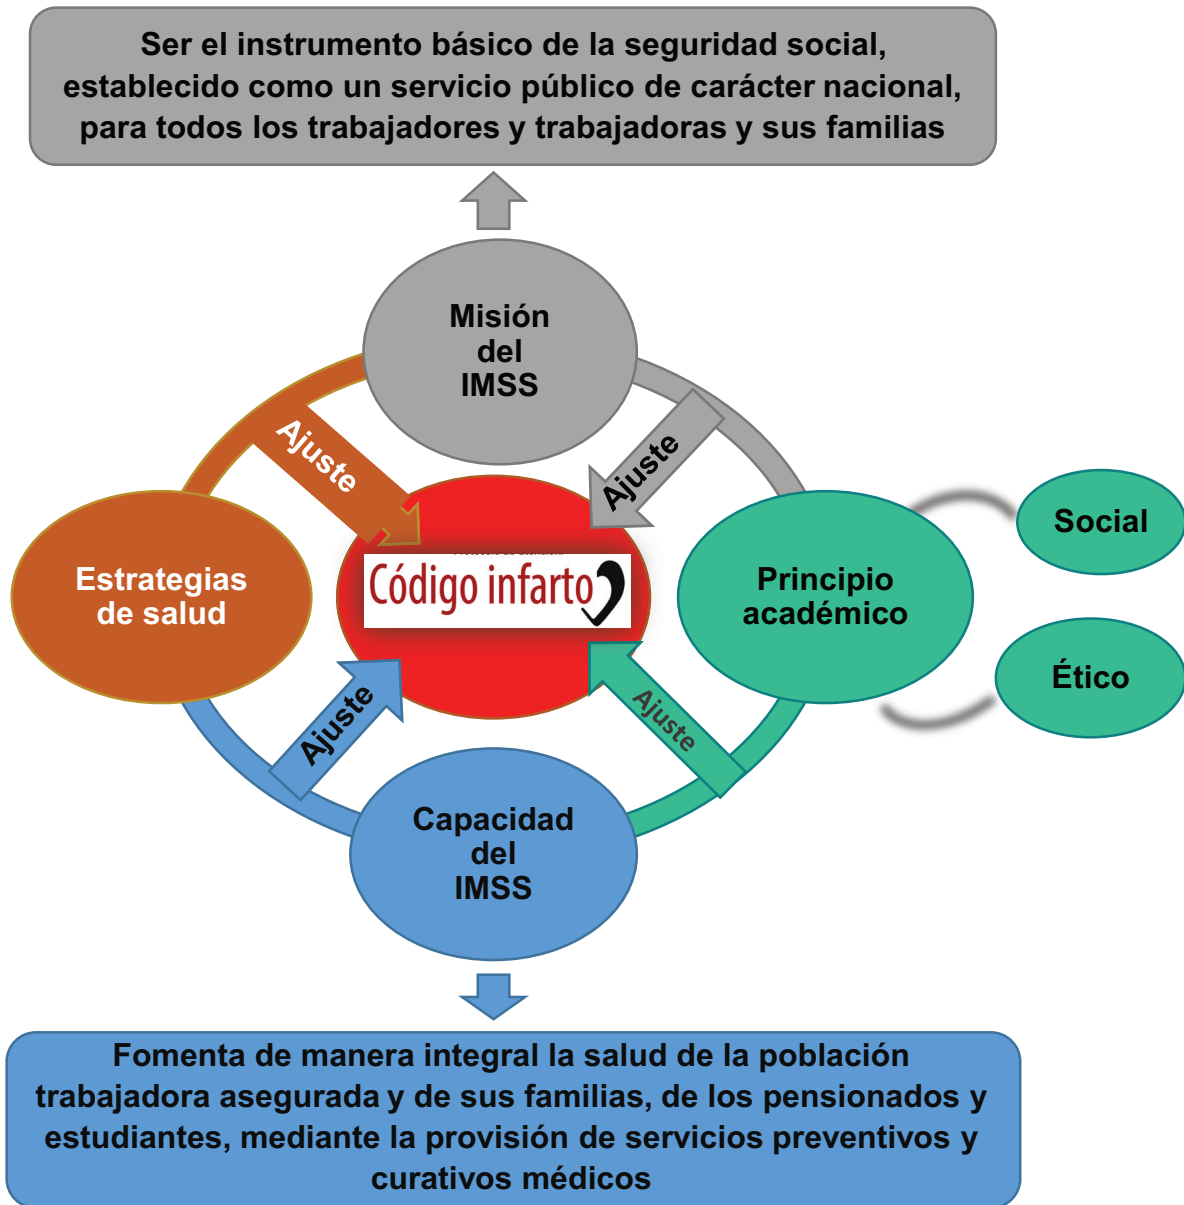 Ser el instrumento básico de la seguridad social,
establecido como un servicio público de carácter nacional,
para todos los trabajadores y trabajadoras y sus familias
Misión
del
IMSS
Ajuste
Ajuste
Estrategias
de salud
Código infarto
Principio
académico
Social
Ético
Ajuste
Ajuste
Capacidad
del
IMSS
Fomenta de manera integral la salud de la población
trabajadora asegurada y de sus familias, de los pensionados y
estudiantes, mediante la provisión de servicios preventivos y
curativos médicos